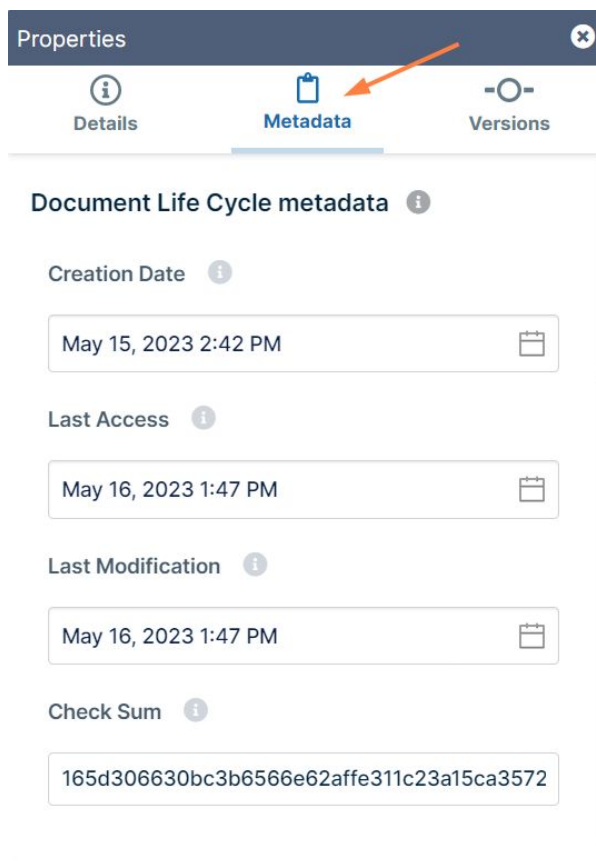 Properties
Details
Metadata
Versions
Document Life Cycle metadata
Creation Date
May 15, 2023 2:42 PM
Last Access
May 16, 2023 1:47 PM
Last Modification
May 16, 2023 1:47 PM
Check Sum
165d306630bc3b6566e62affe311c23a15ca3572